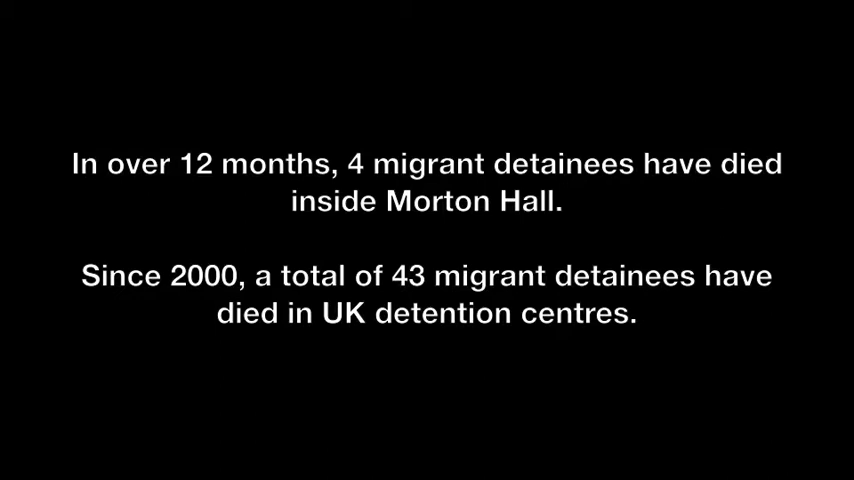 In over 12 months, 4 migrant detainees have died
inside Morton Hall.
Since 2000, a total of 43 migrant detainees have
died in UK detention centres.